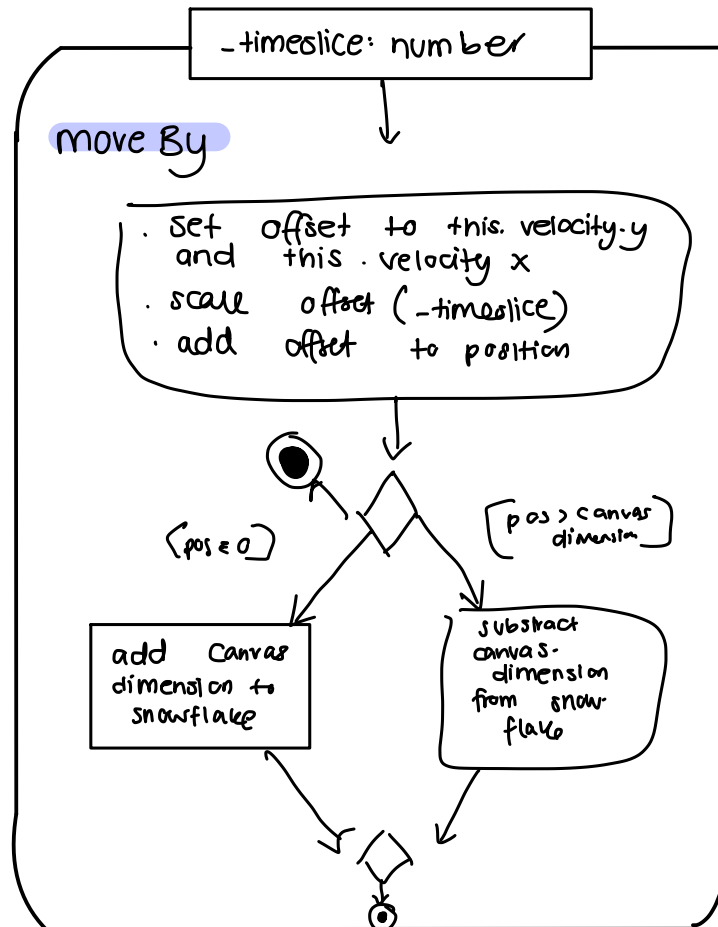 _timeslice: number
move By
. set offset to this. velocity.y
and this . velocity x
. scale offset (_timeslice)
. add offset to position
[pos > canvas
dimension]
[pos ≤ 0]
add canvas
dimension to
snowflake
substract
canvas-
dimension
from snow-
flake